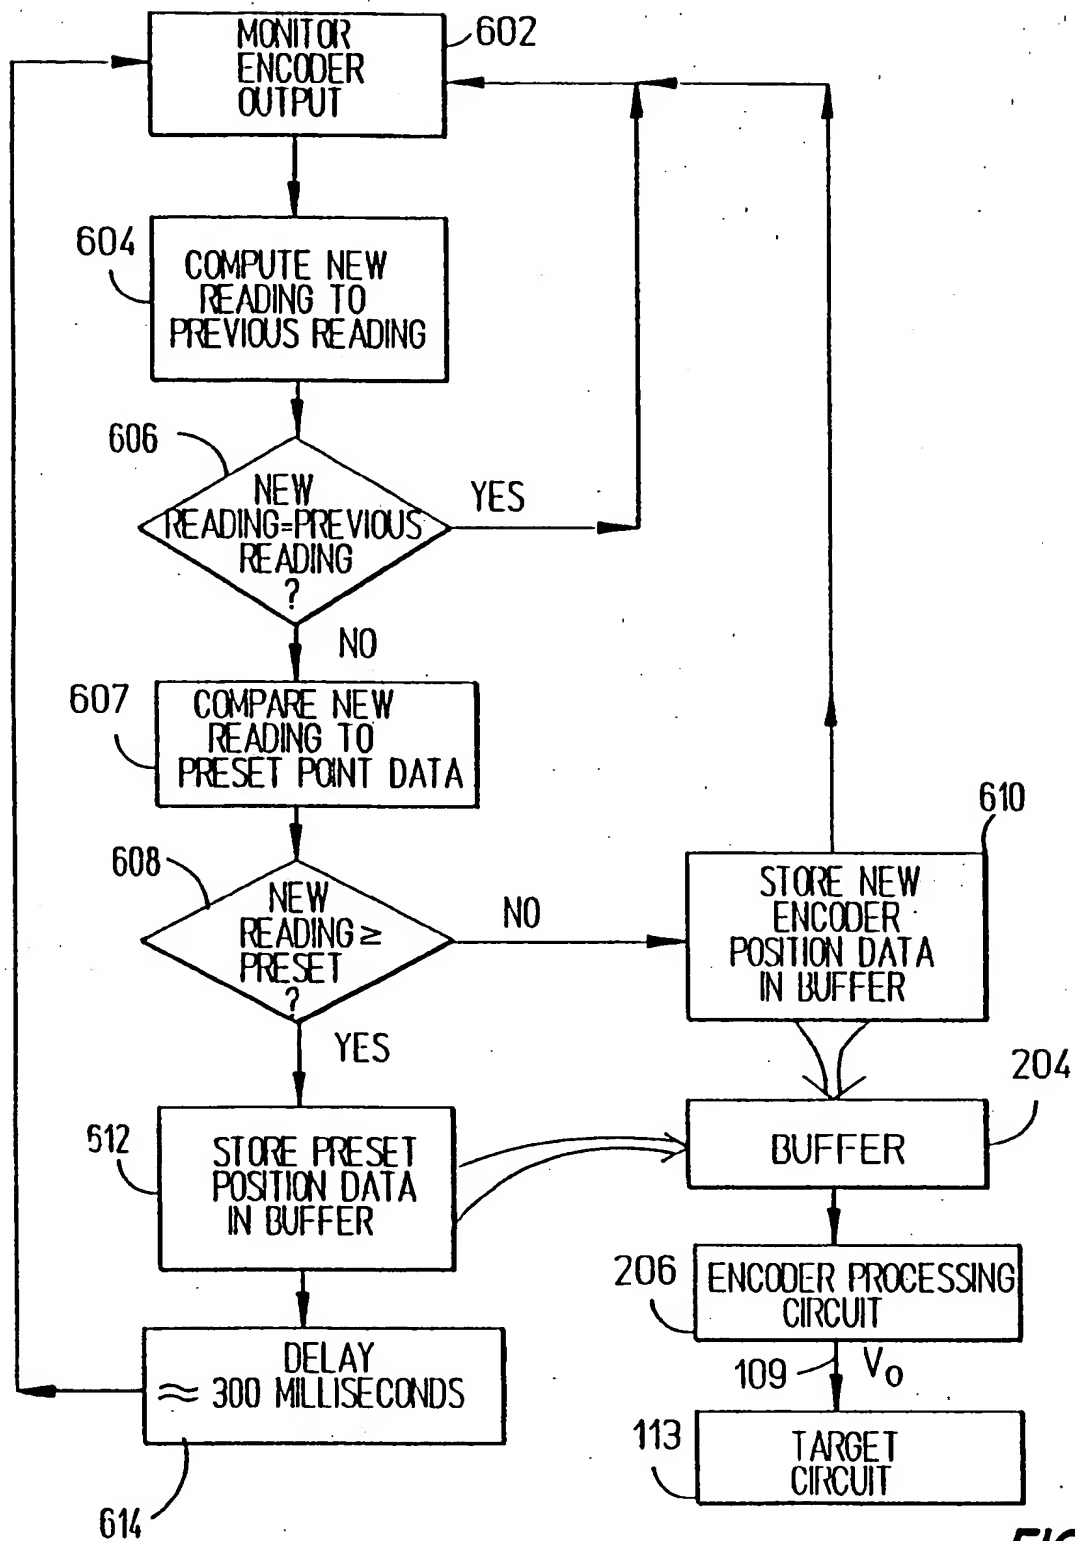 MONITOR
ENCODER
OUTPUT
602
604
COMPUTE NEW
READING TO
PREVIOUS READING
606
NEW
READING=PREVIOUS
READING
?
YES
NO
607
COMPARE NEW
READING TO
PRESET POINT DATA
608
NEW
READING ≥
PRESET
?
NO
YES
610
STORE NEW
ENCODER
POSITION DATA
IN BUFFER
204
BUFFER
612
STORE PRESET
POSITION DATA
IN BUFFER
206
ENCODER PROCESSING
CIRCUIT
109
V₀
DELAY
≈ 300 MILLISECONDS
614
113
TARGET
CIRCUIT